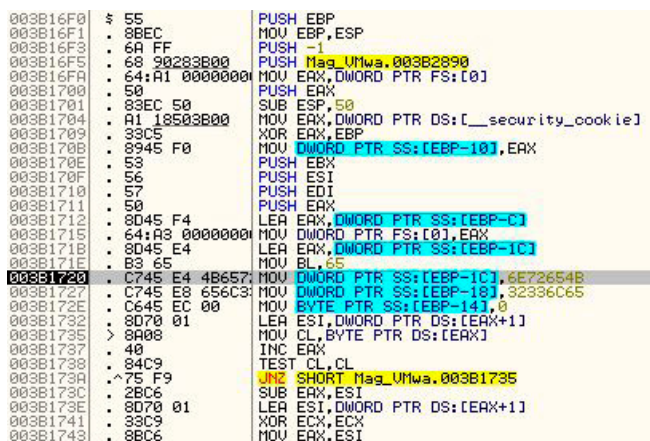 003B16F0 $ 55 PUSH EBP
003B16F1 . 8BEC MOV EBP,ESP
003B16F3 . 6A FF PUSH -1
003B16F5 . 68 90283B00 PUSH Mag_VMwa.003B2890
003B16FA . 64:A1 0000000 MOV EAX,DWORD PTR FS:[0]
003B1700 . 50 PUSH EAX
003B1701 . 83EC 50 SUB ESP,50
003B1704 . A1 18503B00 MOV EAX,DWORD PTR DS:[__security_cookie]
003B1709 . 33C5 XOR EAX,EBP
003B170B . 8945 F0 MOV DWORD PTR SS:[EBP-10],EAX
003B170E . 53 PUSH EBX
003B170F . 56 PUSH ESI
003B1710 . 57 PUSH EDI
003B1711 . 50 PUSH EAX
003B1712 . 8D45 F4 LEA EAX,DWORD PTR SS:[EBP-C]
003B1715 . 64:A3 0000000 MOV DWORD PTR FS:[0],EAX
003B171B . 8D45 E4 LEA EAX,DWORD PTR SS:[EBP-1C]
003B171E . B3 65 MOV BL,65
003B1720 . C745 E4 4B657: MOV DWORD PTR SS:[EBP-1C],6E72654B
003B1727 . C745 E8 656C3: MOV DWORD PTR SS:[EBP-18],32336C65
003B172E . C645 EC 00 MOV BYTE PTR SS:[EBP-14],0
003B1732 . 8D70 01 LEA ESI,DWORD PTR DS:[EAX+1]
003B1735 > 8A08 MOV CL,BYTE PTR DS:[EAX]
003B1737 . 40 INC EAX
003B1738 . 84C9 TEST CL,CL
003B173A .^75 F9 JNZ SHORT Mag_VMwa.003B1735
003B173C . 2BC6 SUB EAX,ESI
003B173E . 8D70 01 LEA ESI,DWORD PTR DS:[EAX+1]
003B1741 . 33C9 XOR ECX,ECX
003B1743 . 8BC6 MOV EAX,ESI